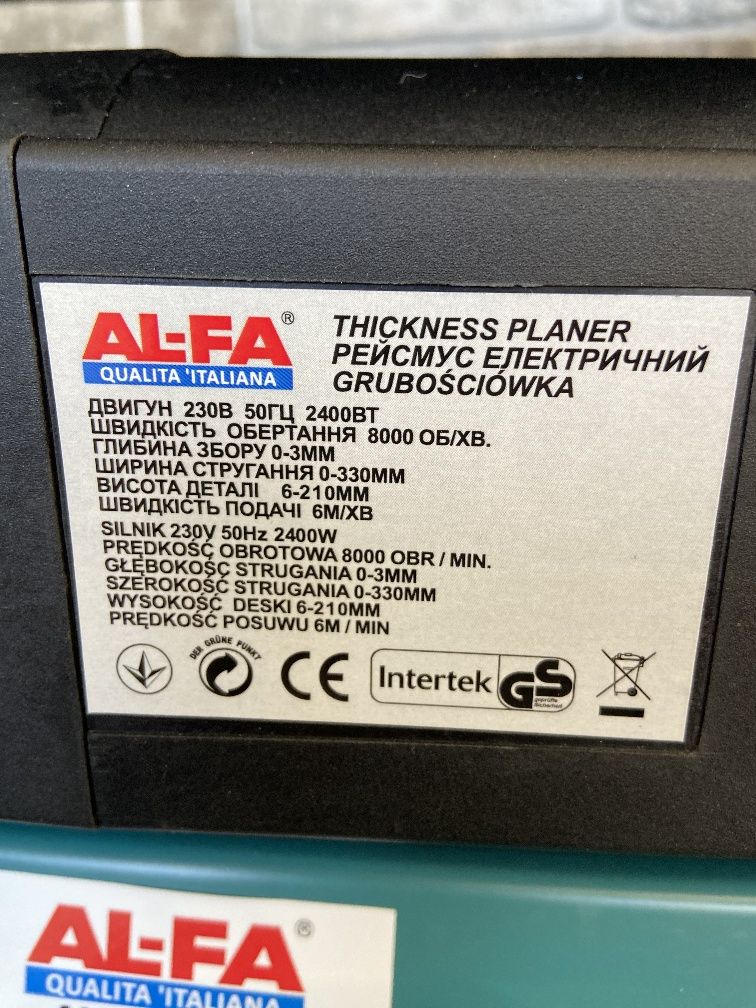 AL-FA®
QUALITA 'ITALIANA
THICKNESS PLANER
РЕЙСМУС ЕЛЕКТРИЧНИЙ
GRUBOŚCIÓWKA
ДВИГУН 230В 50ГЦ 2400ВТ
ШВИДКІСТЬ ОБЕРТАННЯ 8000 ОБ/ХВ.
ГЛИБИНА ЗБОРУ 0-3ММ
ШИРИНА СТРУГАННЯ 0-330ММ
ВИСОТА ДЕТАЛІ 6-210ММ
ШВИДКІСТЬ ПОДАЧІ 6М/ХВ
SILNIK 230V 50Hz 2400W
PRĘDKOŚĆ OBROTOWA 8000 OBR / MIN.
GŁĘBOKOŚĆ STRUGANIA 0-3MM
SZEROKOŚĆ STRUGANIA 0-330MM
WYSOKOŚĆ DESKI 6-210MM
PRĘDKOŚĆ POSUWU 6M / MIN
DER GRÜNE PUNKT
CE
Intertek
GS
geprüfte
Sicherheit
AL-FA®
QUALITA 'ITALIANA